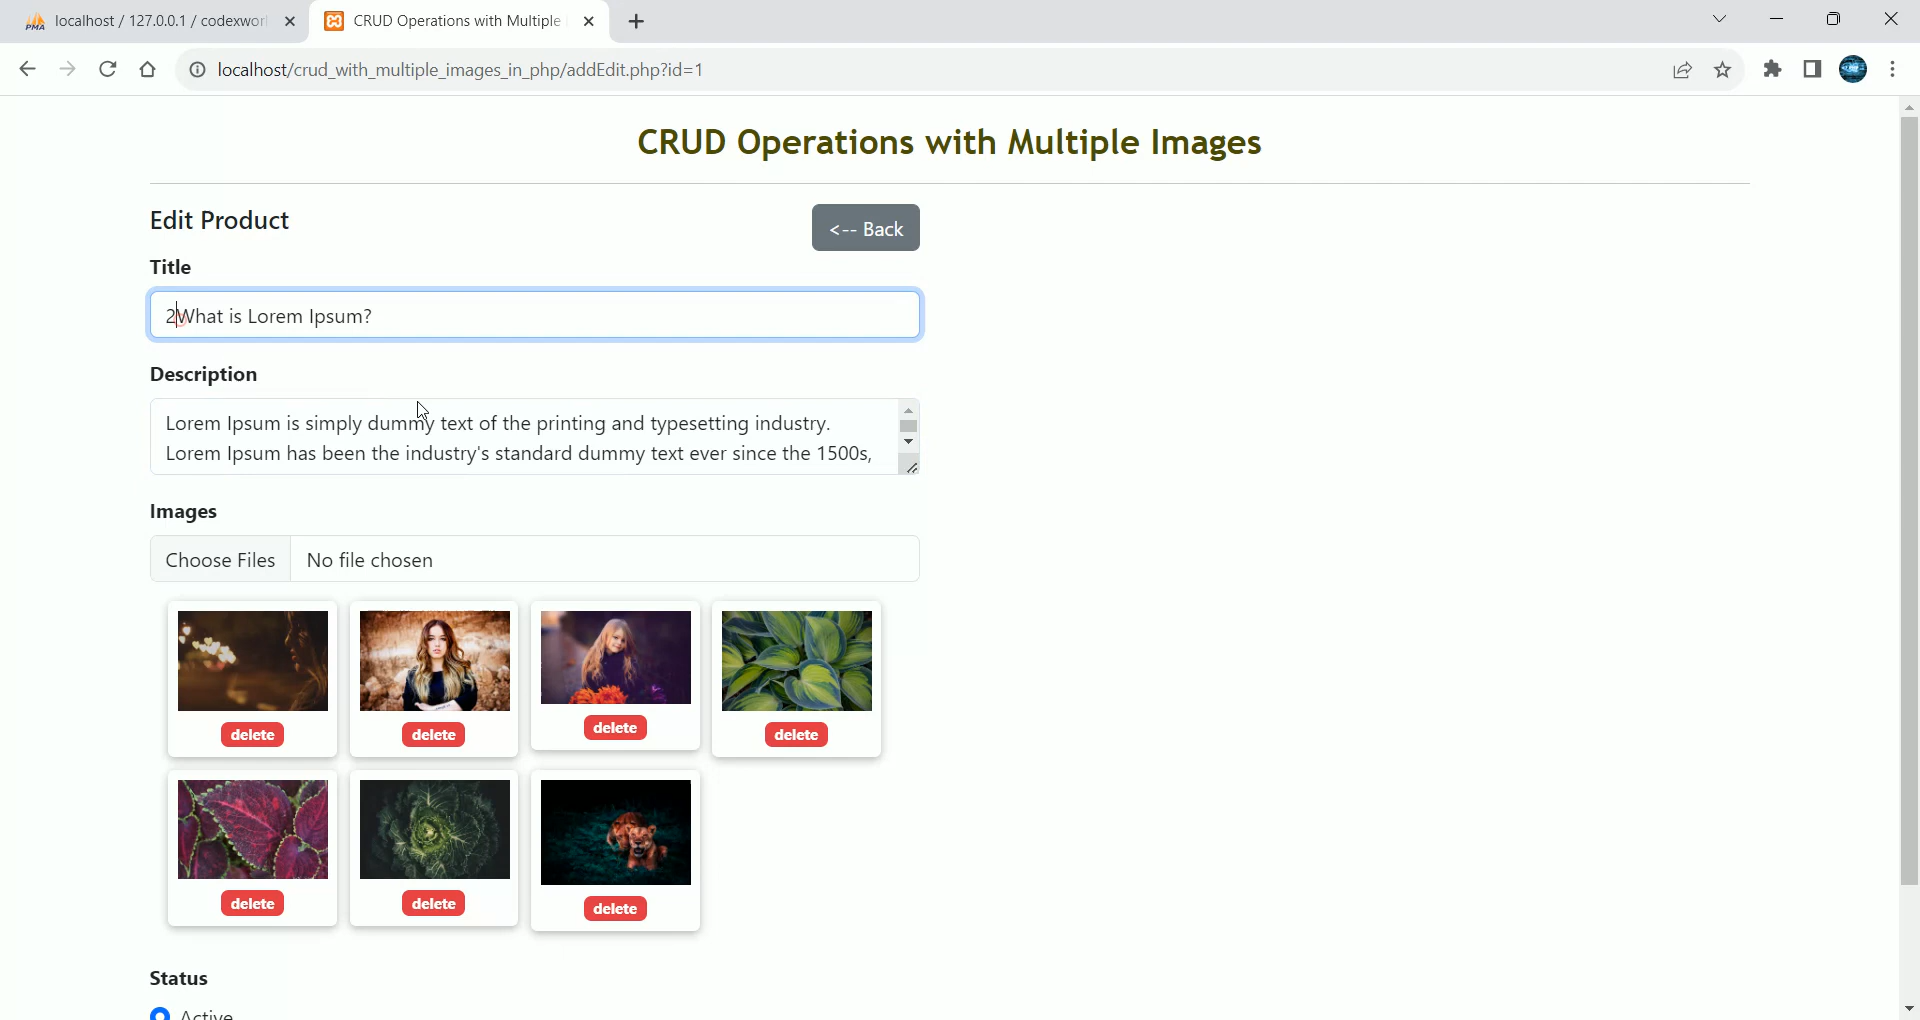 localhost / 127.0.0.1 / codexworl
CRUD Operations with Multiple
localhost/crud_with_multiple_images_in_php/addEdit.php?id=1
CRUD Operations with Multiple Images
Edit Product
<-- Back
Title
2What is Lorem Ipsum?
Description
Lorem Ipsum is simply dummy text of the printing and typesetting industry.
Lorem Ipsum has been the industry's standard dummy text ever since the 1500s,
Images
Choose Files No file chosen
delete delete delete delete
delete delete delete
Status
Active